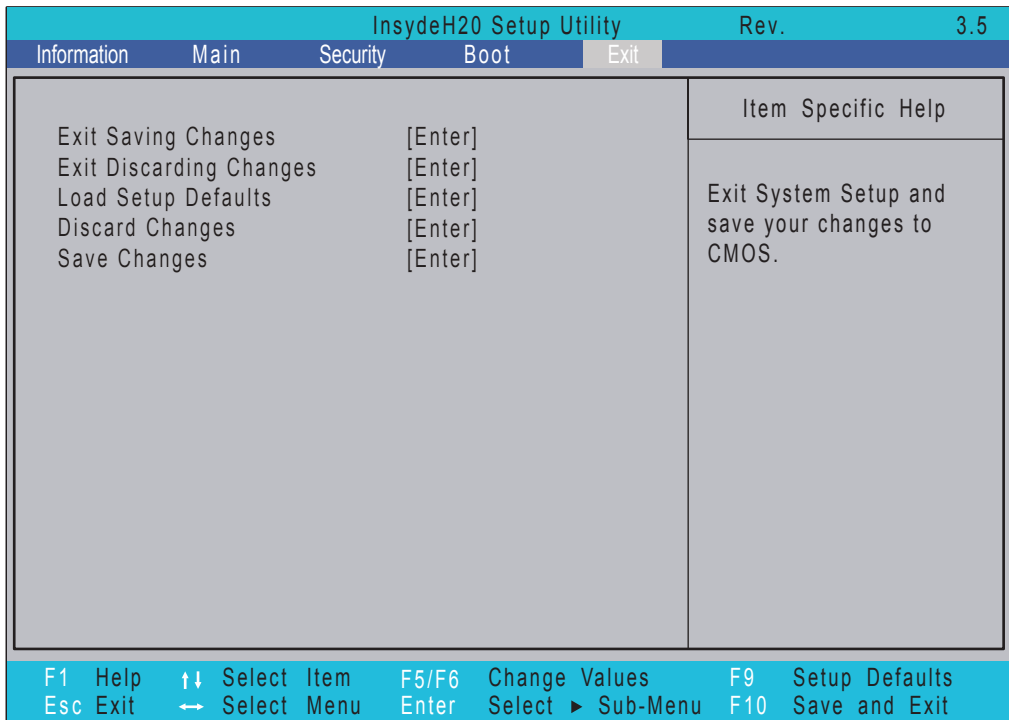 InsydeH20 Setup Utility Rev. 3.5
Information Main Security Boot Exit
Item Specific Help
Exit Saving Changes [Enter]
Exit Discarding Changes [Enter]
Load Setup Defaults [Enter]
Discard Changes [Enter]
Save Changes [Enter]
Exit System Setup and
save your changes to
CMOS.
F1 Help ↑↓ Select Item F5/F6 Change Values F9 Setup Defaults
Esc Exit ↔ Select Menu Enter Select ► Sub-Menu F10 Save and Exit